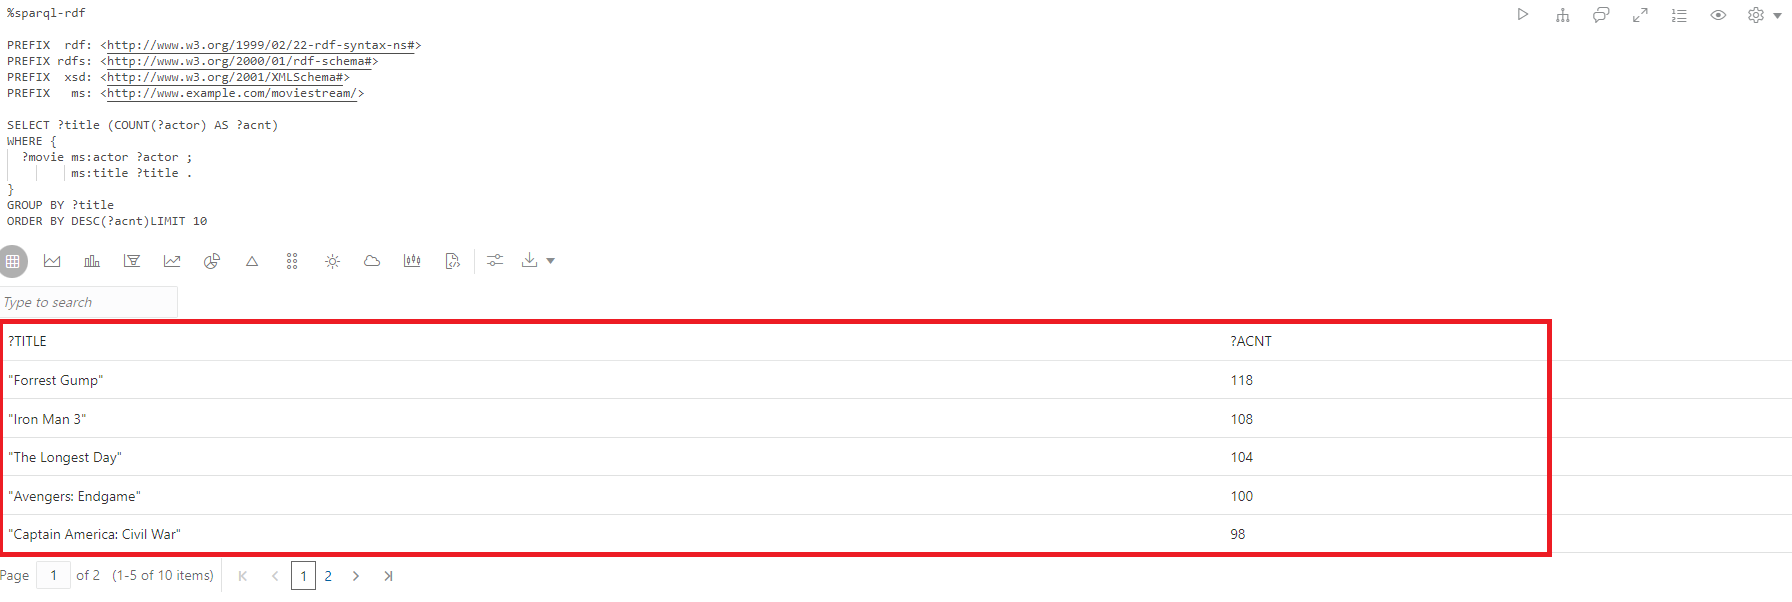 %sparql-rdf
PREFIX  rdf: <http://www.w3.org/1999/02/22-rdf-syntax-ns#>
PREFIX rdfs: <http://www.w3.org/2000/01/rdf-schema#>
PREFIX  xsd: <http://www.w3.org/2001/XMLSchema#>
PREFIX   ms: <http://www.example.com/moviestream/>
SELECT ?title (COUNT(?actor) AS ?acnt)
WHERE {
  ?movie ms:actor ?actor ;
         ms:title ?title .
}
GROUP BY ?title
ORDER BY DESC(?acnt)LIMIT 10
Type to search
?TITLE ?ACNT
"Forrest Gump" 118
"Iron Man 3" 108
"The Longest Day" 104
"Avengers: Endgame" 100
"Captain America: Civil War" 98
Page 1 of 2 (1-5 of 10 items) 1 2